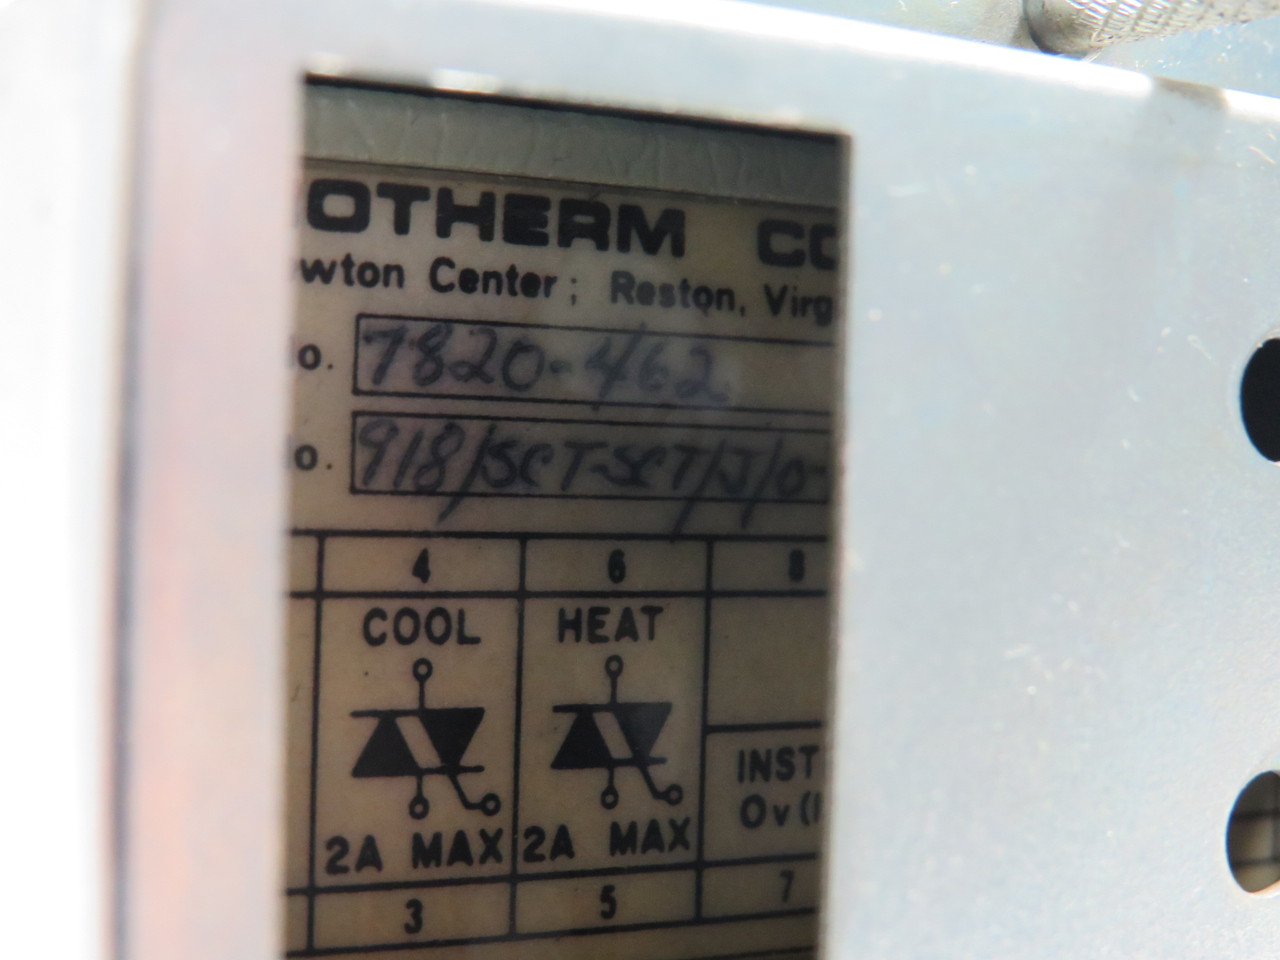 OTHERM CO
wton Center; Reston, Virg
o. 7820-462
o. 918/SCT-SCT/J/0-
4 6 8
COOL HEAT
INST
0v (
2A MAX 2A MAX
3 5 7